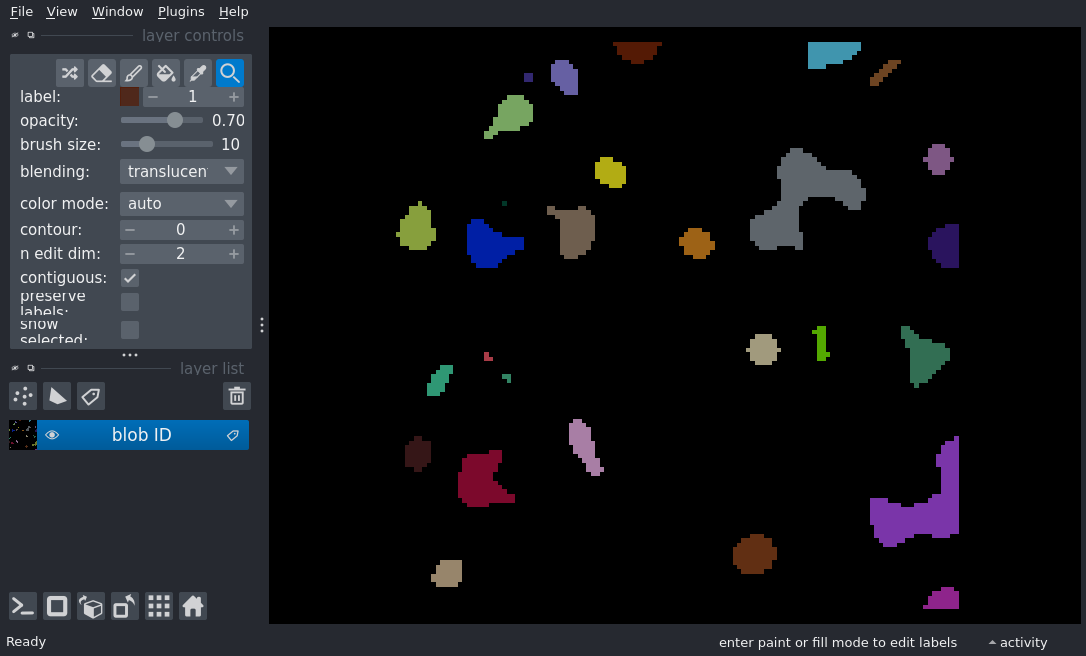 File View Window Plugins Help
layer controls
label: 1
opacity: 0.70
brush size: 10
blending: translucen
color mode: auto
contour: 0
n edit dim: 2
contiguous:
preserve
labels:
show
selected:
layer list
blob ID
Ready
enter paint or fill mode to edit labels
activity